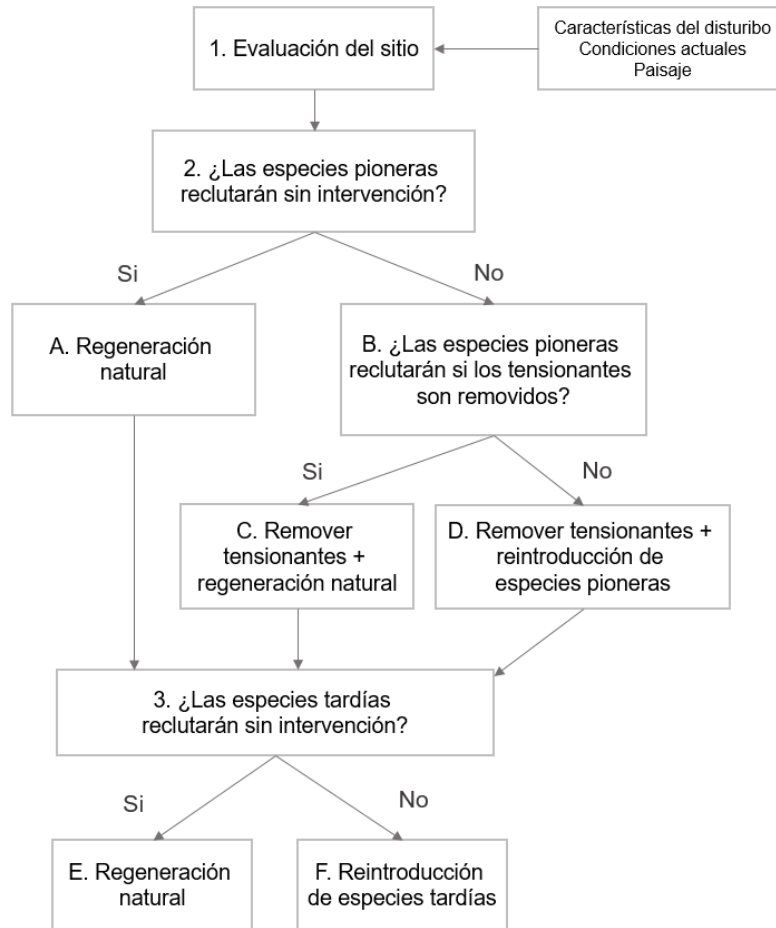 Características del disturibo
Condiciones actuales
Paisaje
1. Evaluación del sitio
2. ¿Las especies pioneras
reclutarán sin intervención?
Si
No
A. Regeneración
natural
B. ¿Las especies pioneras
reclutarán si los tensionantes
son removidos?
Si
No
C. Remover
tensionantes +
regeneración natural
D. Remover tensionantes +
reintroducción de
especies pioneras
3. ¿Las especies tardías
reclutarán sin intervención?
Si
No
E. Regeneración
natural
F. Reintroducción
de especies tardías